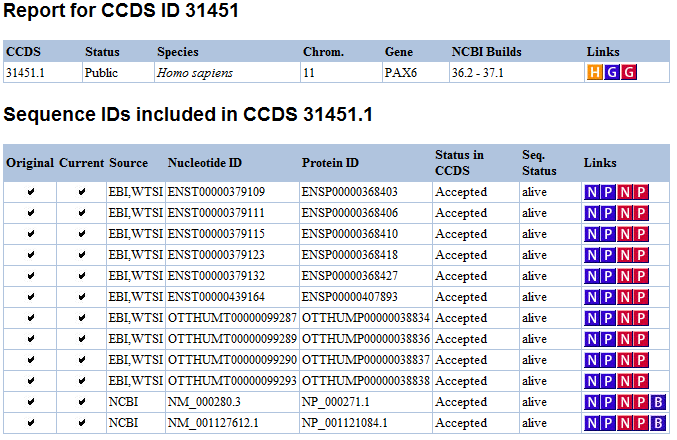 Report for CCDS ID 31451
CCDS Status Species Chrom. Gene NCBI Builds Links
31451.1 Public Homo sapiens 11 PAX6 36.2 - 37.1 H G G
Sequence IDs included in CCDS 31451.1
Original Current Source Nucleotide ID Protein ID Status in CCDS Seq. Status Links
EBI,WTSI ENST00000379109 ENSP00000368403 Accepted alive N P N P
EBI,WTSI ENST00000379111 ENSP00000368406 Accepted alive N P N P
EBI,WTSI ENST00000379115 ENSP00000368410 Accepted alive N P N P
EBI,WTSI ENST00000379123 ENSP00000368418 Accepted alive N P N P
EBI,WTSI ENST00000379132 ENSP00000368427 Accepted alive N P N P
EBI,WTSI ENST00000439164 ENSP00000407893 Accepted alive N P N P
EBI,WTSI OTTHUMT00000099287 OTTHUMP00000038834 Accepted alive N P N P
EBI,WTSI OTTHUMT00000099289 OTTHUMP00000038836 Accepted alive N P N P
EBI,WTSI OTTHUMT00000099290 OTTHUMP00000038837 Accepted alive N P N P
EBI,WTSI OTTHUMT00000099293 OTTHUMP00000038838 Accepted alive N P N P
NCBI NM_000280.3 NP_000271.1 Accepted alive N P N P B
NCBI NM_001127612.1 NP_001121084.1 Accepted alive N P N P B